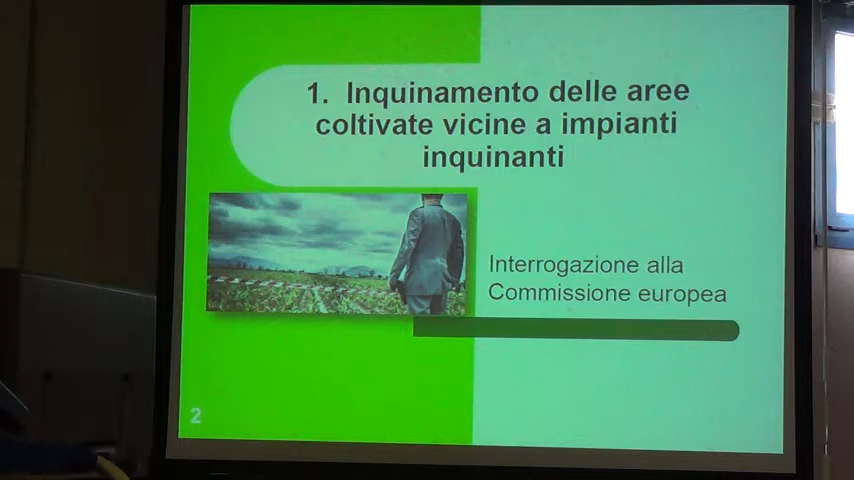 1. Inquinamento delle aree
coltivate vicine a impianti
inquinanti
Interrogazione alla
Commissione europea
2